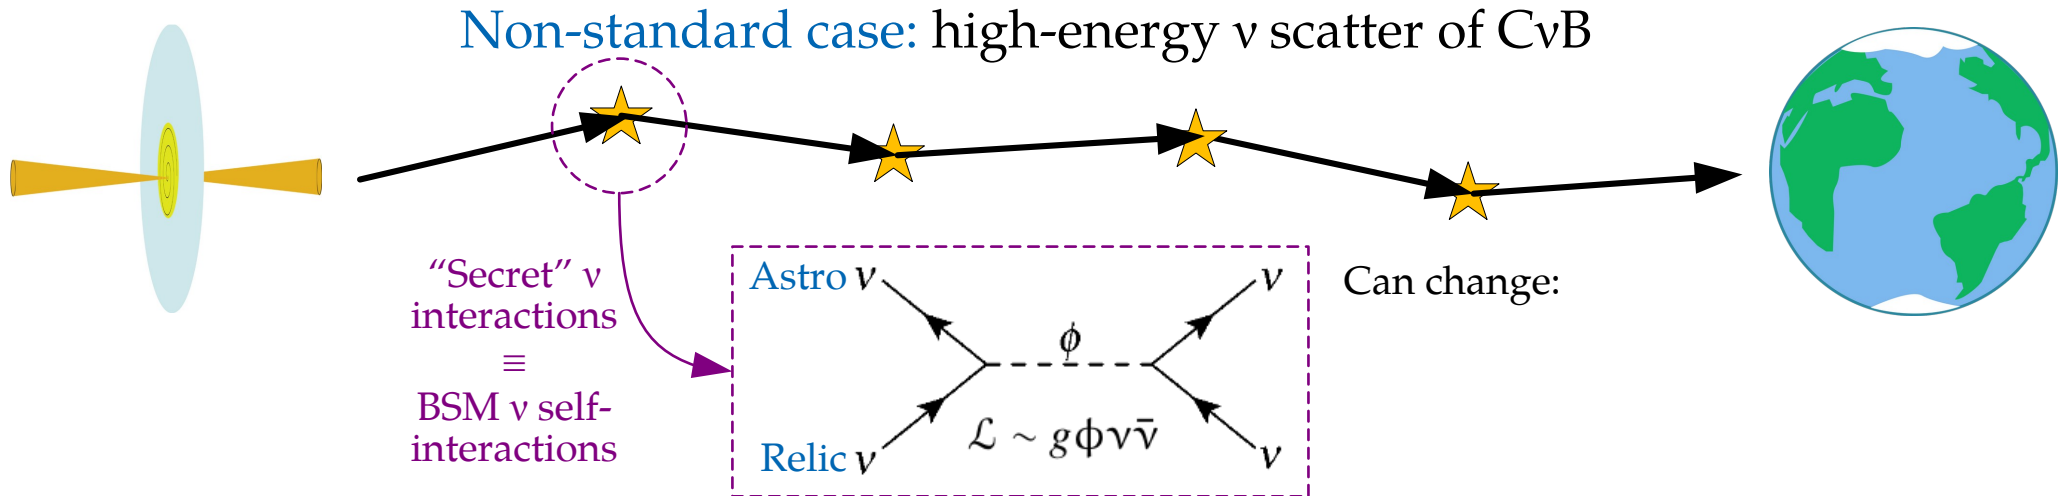 Non-standard case: high-energy ν scatter of CνB
“Secret” ν
interactions
≡
BSM ν self-
interactions
Astro ν
ν
ϕ
ℒ ∼ gϕνν̄
Relic ν
ν
Can change: